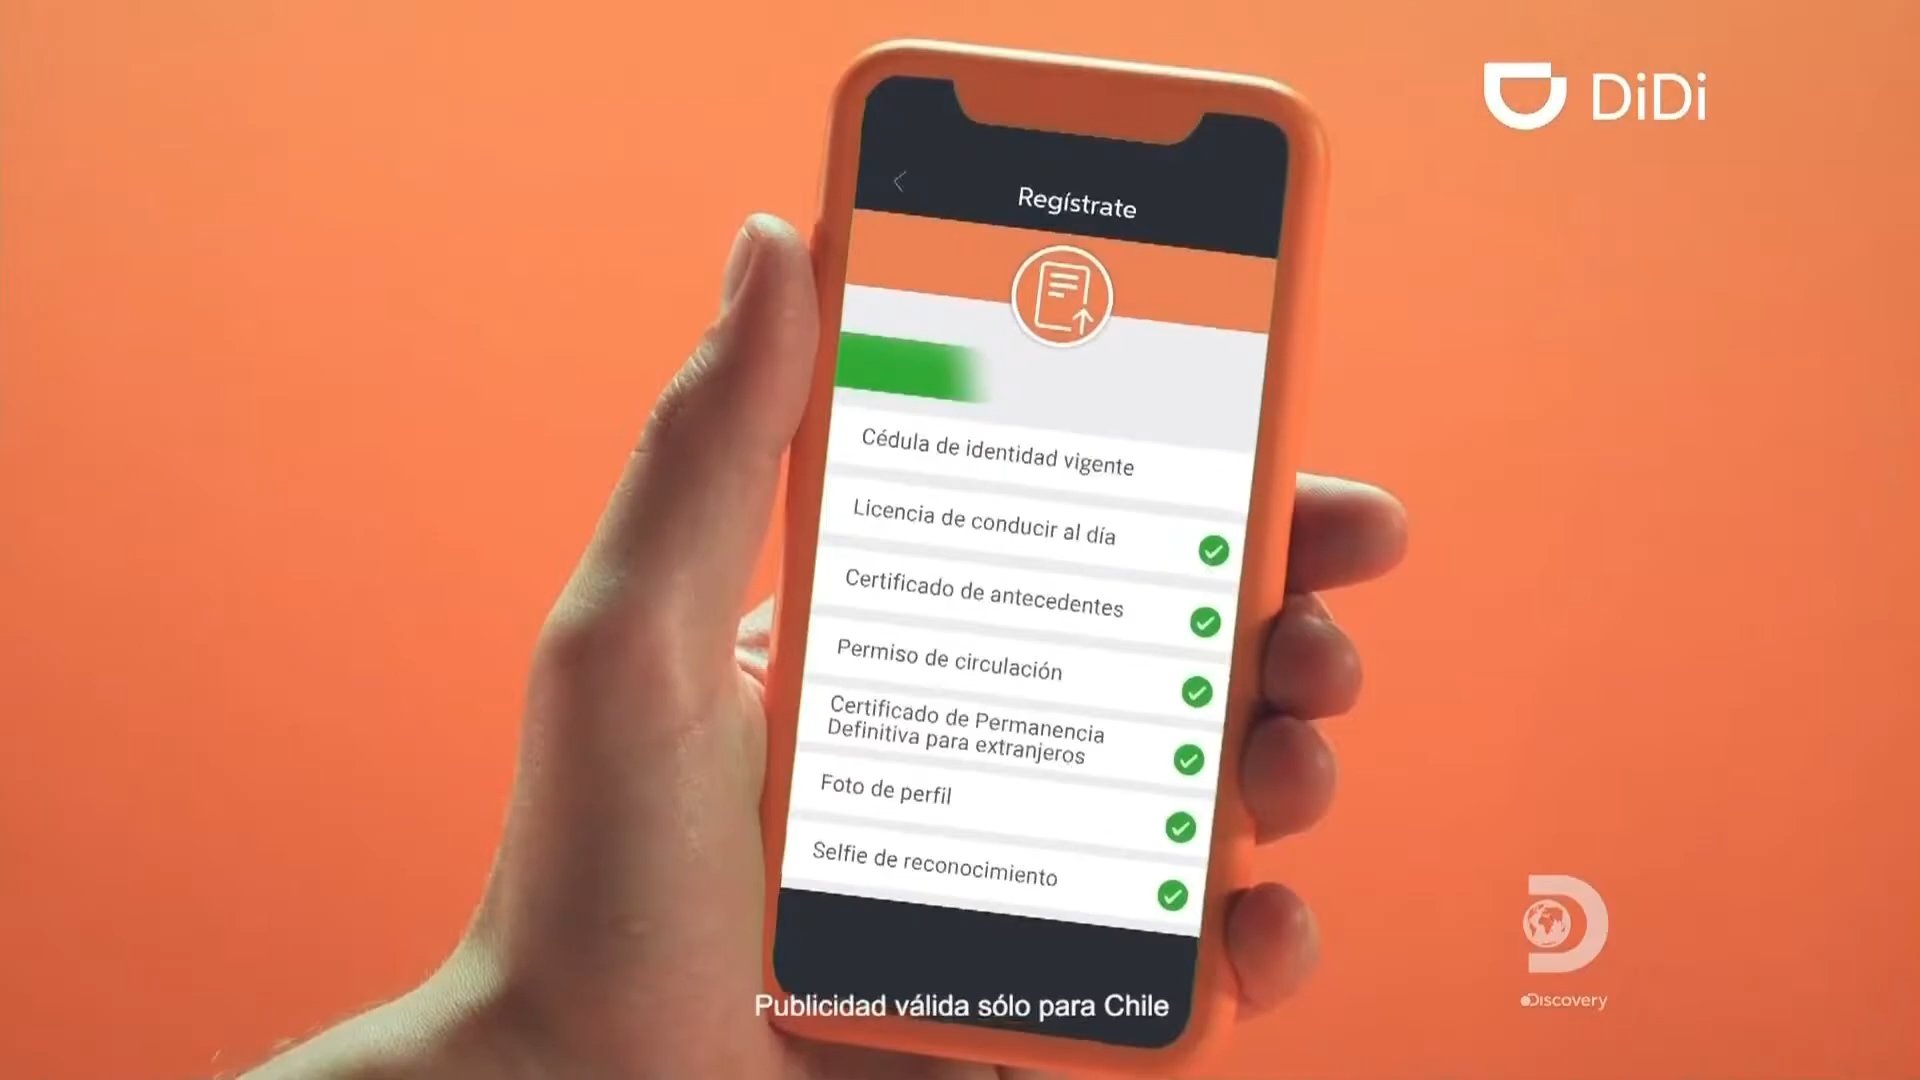 DiDi
Regístrate
Cédula de identidad vigente
Licencia de conducir al día
Certificado de antecedentes
Permiso de circulación
Certificado de Permanencia
Definitiva para extranjeros
Foto de perfil
Selfie de reconocimiento
Publicidad válida sólo para Chile
Discovery